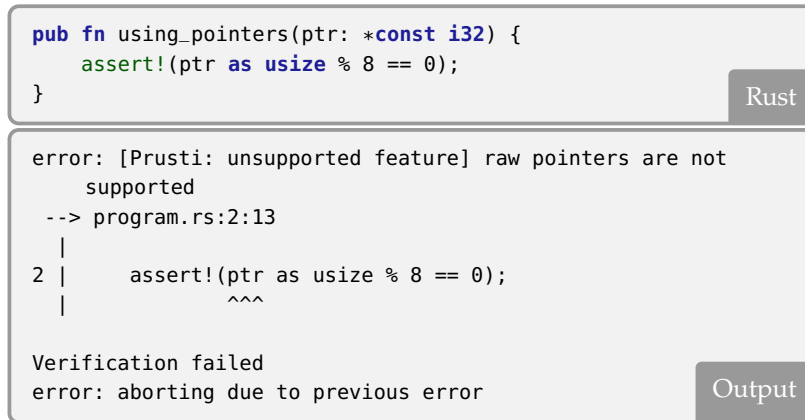 pub fn using_pointers(ptr: *const i32) {
    assert!(ptr as usize % 8 == 0);
}
Rust
error: [Prusti: unsupported feature] raw pointers are not
    supported
 --> program.rs:2:13
  |
2 |     assert!(ptr as usize % 8 == 0);
  |             ^^^
Verification failed
error: aborting due to previous error
Output